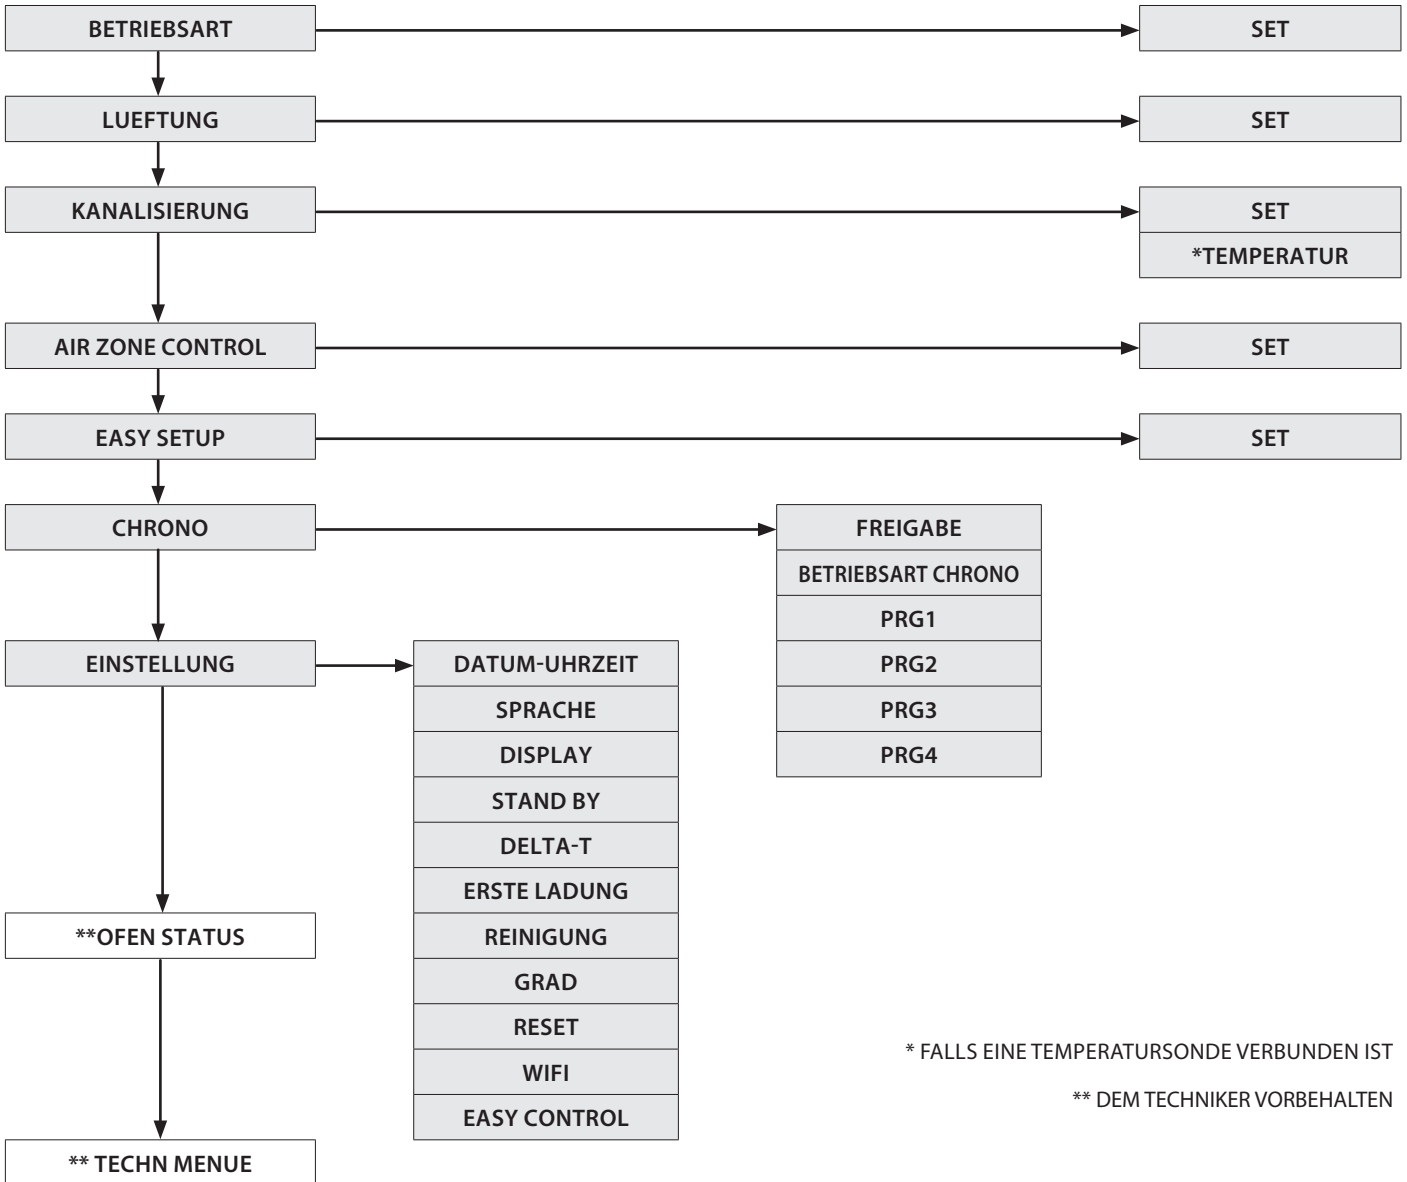 BETRIEBSART
SET
LUEFTUNG
SET
KANALISIERUNG
SET
*TEMPERATUR
AIR ZONE CONTROL
SET
EASY SETUP
SET
CHRONO
FREIGABE
BETRIEBSART CHRONO
PRG1
PRG2
PRG3
PRG4
EINSTELLUNG
DATUM-UHRZEIT
SPRACHE
DISPLAY
STAND BY
DELTA-T
ERSTE LADUNG
REINIGUNG
GRAD
RESET
WIFI
EASY CONTROL
**OFEN STATUS
** TECHN MENUE
* FALLS EINE TEMPERATURSONDE VERBUNDEN IST
** DEM TECHNIKER VORBEHALTEN